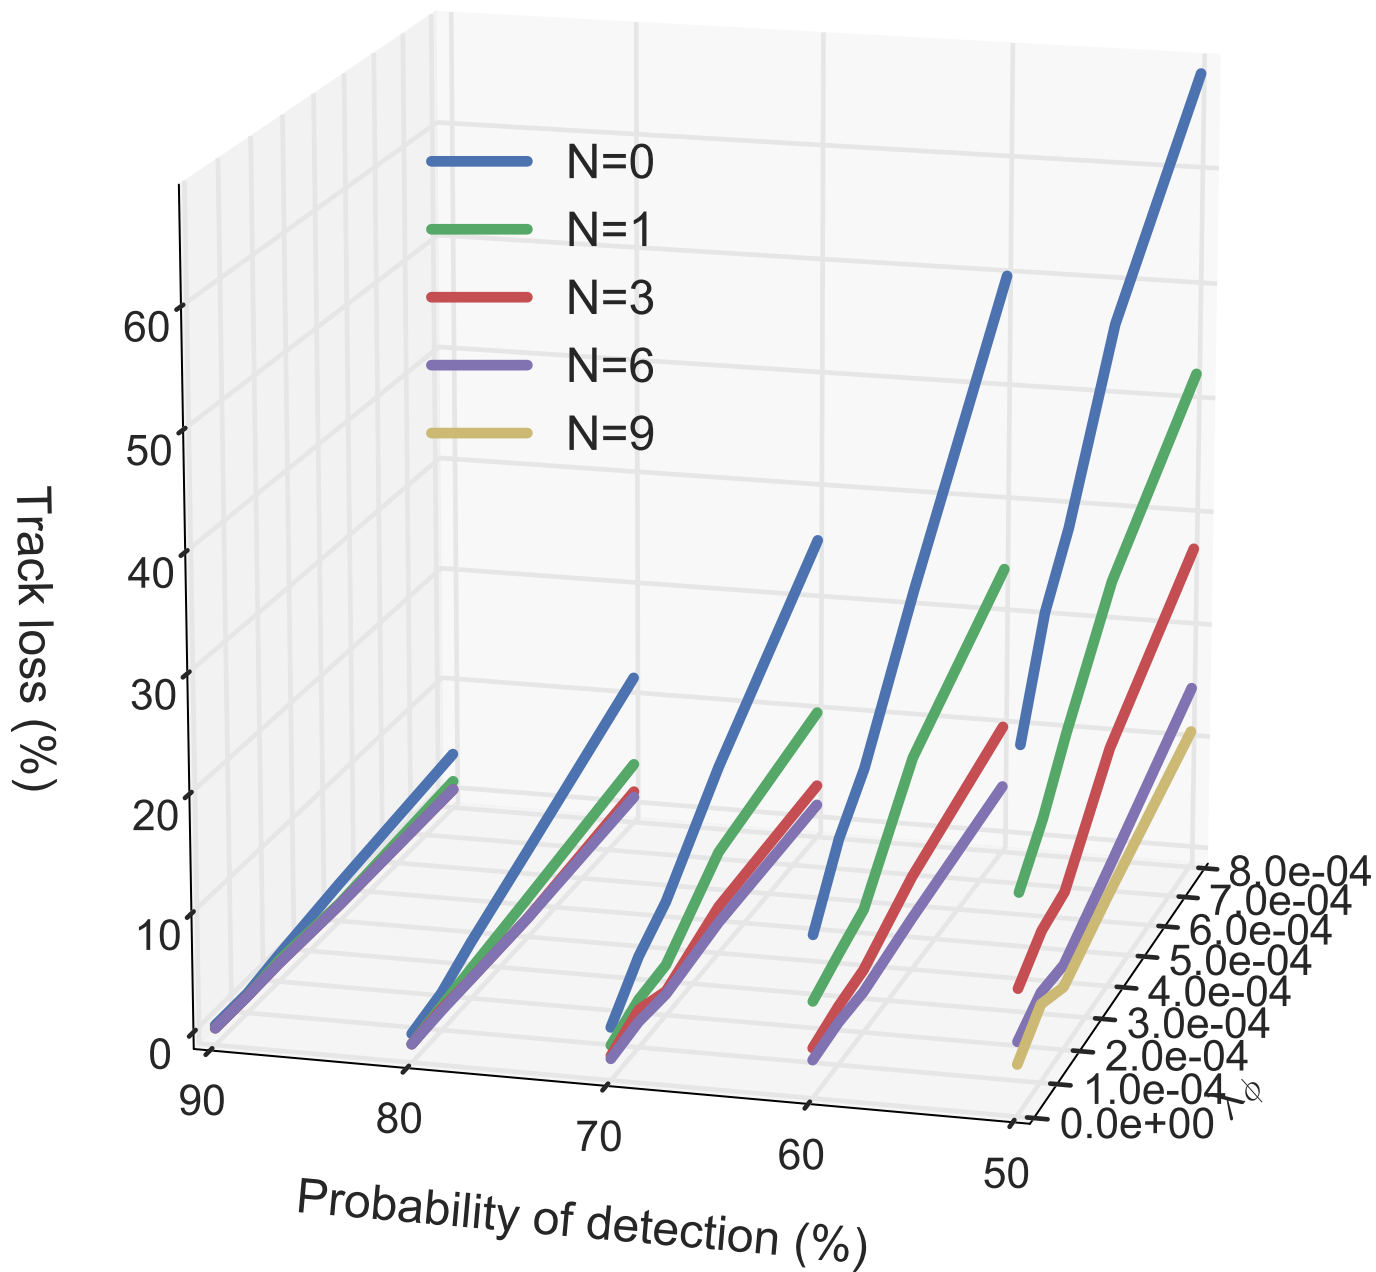 N=0
N=1
N=3
N=6
N=9
Track loss (%)
60
50
40
30
20
10
0
90
80
70
60
50
Probability of detection (%)
8.0e-04
7.0e-04
6.0e-04
5.0e-04
4.0e-04
3.0e-04
2.0e-04
1.0e-04
0.0e+00
λ𝜙